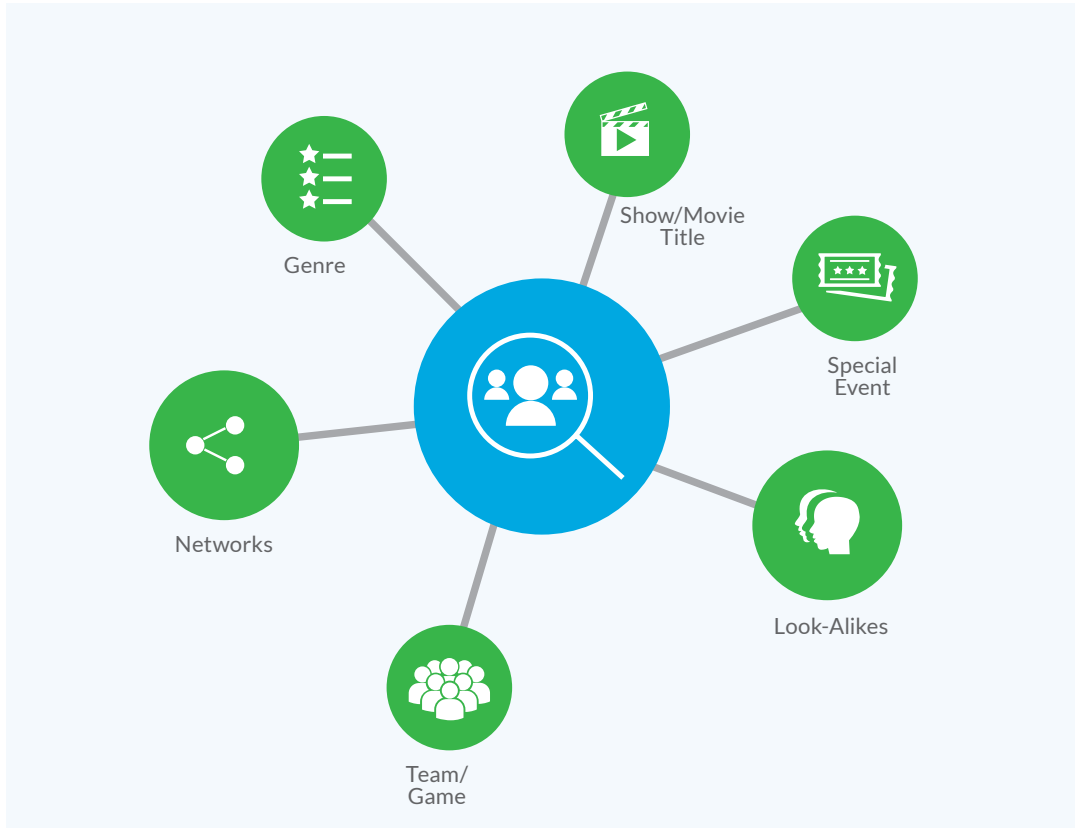 Show/Movie
Title
Genre
Special
Event
Networks
Look-Alikes
Team/
Game